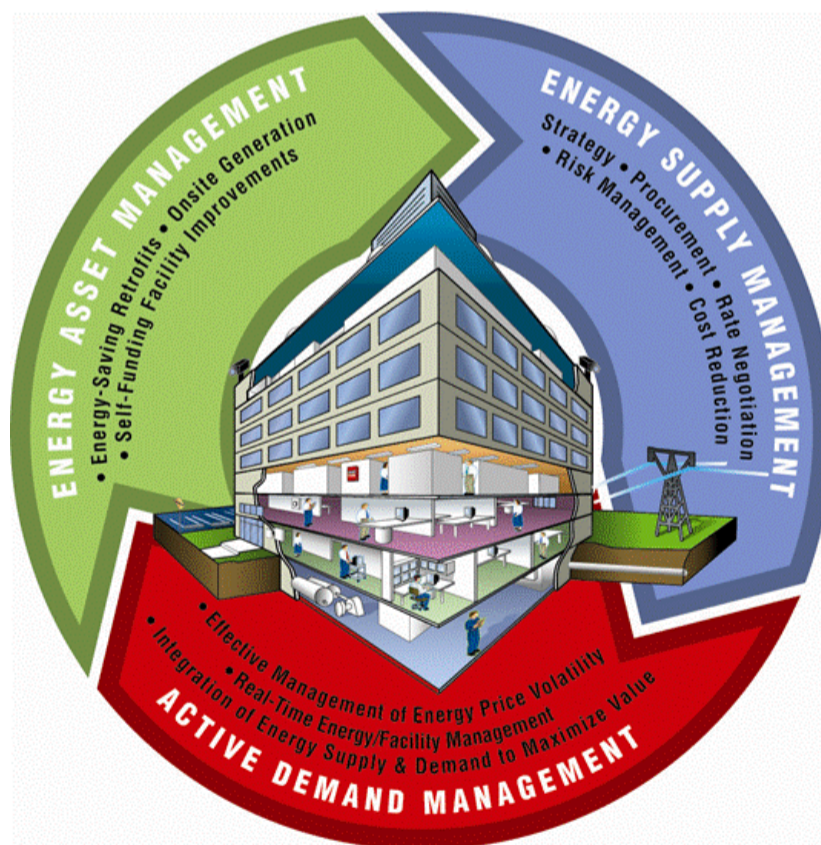 ENERGY ASSET MANAGEMENT
• Energy-Saving Retrofits • Onsite Generation
• Self-Funding Facility Improvements
ENERGY SUPPLY MANAGEMENT
Strategy • Procurement • Rate Negotiation
• Risk Management • Cost Reduction
• Effective Management of Energy Price Volatility
• Real-Time Energy/Facility Management
• Integration of Energy Supply & Demand to Maximize Value
ACTIVE DEMAND MANAGEMENT